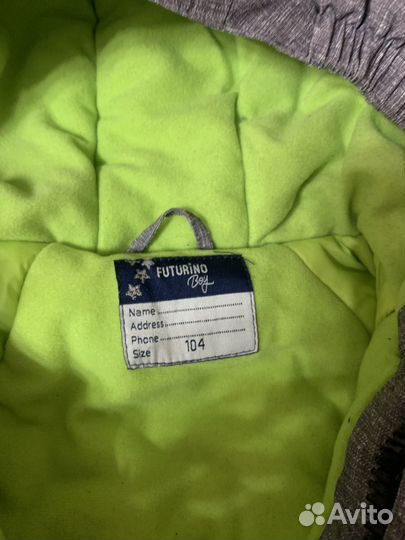 FUTURiNO
Boy
Name
Address
Phone
Size 104
Avito